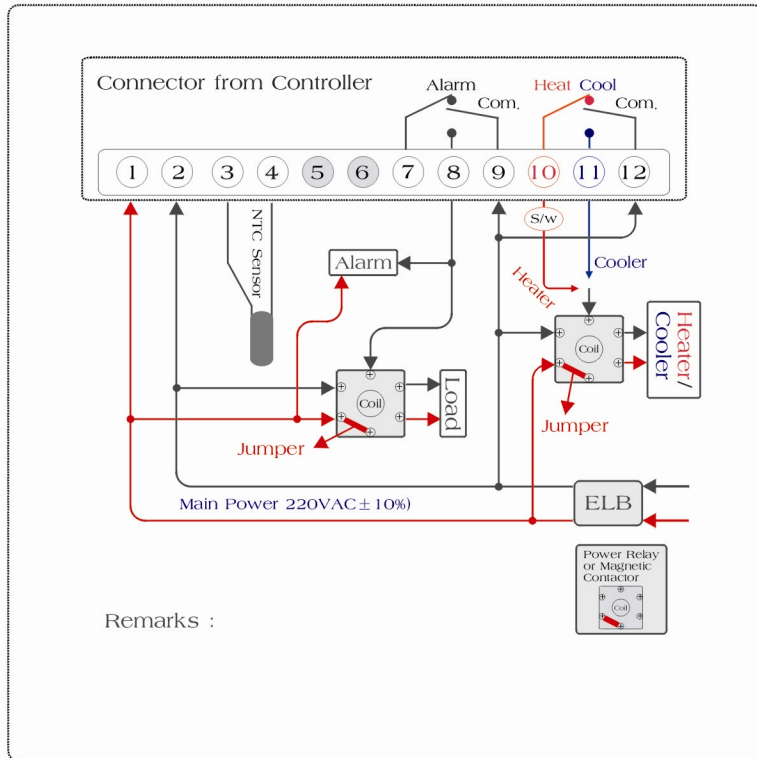 Connector from Controller
Alarm
Com.
Heat Cool
Com.
1 2 3 4 5 6 7 8 9 10 11 12
NTC Sensor
S/w
Alarm
Heater
Cooler
Coil
Load
Jumper
Coil
Heater/
Cooler
Jumper
Main Power 220VAC±10%)
ELB
Power Relay
or Magnetic
Contactor
Coil
Remarks :